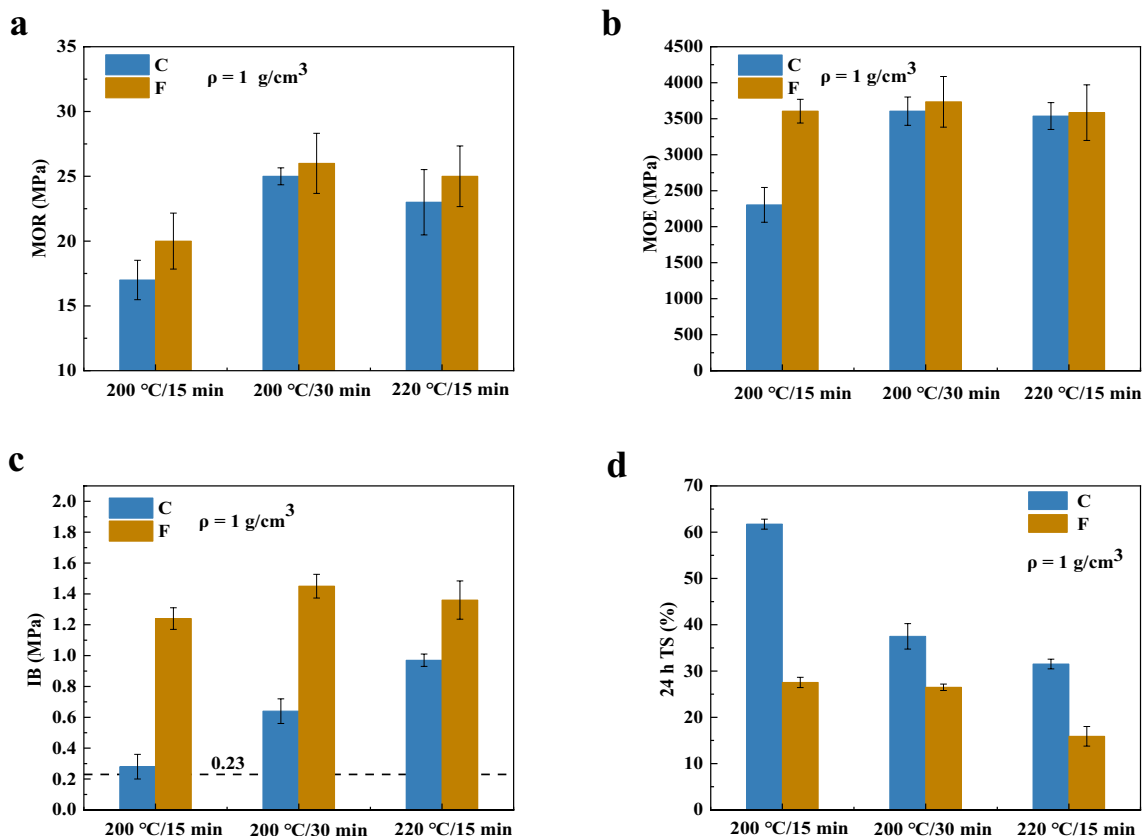 a
35
30
25
20
15
10
MOR (MPa)
C
F
ρ = 1 g/cm³
200 °C/15 min
200 °C/30 min
220 °C/15 min
b
4500
4000
3500
3000
2500
2000
1500
1000
500
0
MOE (MPa)
C
F
ρ = 1 g/cm³
200 °C/15 min
200 °C/30 min
220 °C/15 min
c
2.0
1.8
1.6
1.4
1.2
1.0
0.8
0.6
0.4
0.2
0.0
IB (MPa)
C
F
ρ = 1 g/cm³
0.23
200 °C/15 min
200 °C/30 min
220 °C/15 min
d
70
60
50
40
30
20
10
0
24 h TS (%)
C
F
ρ = 1 g/cm³
200 °C/15 min
200 °C/30 min
220 °C/15 min